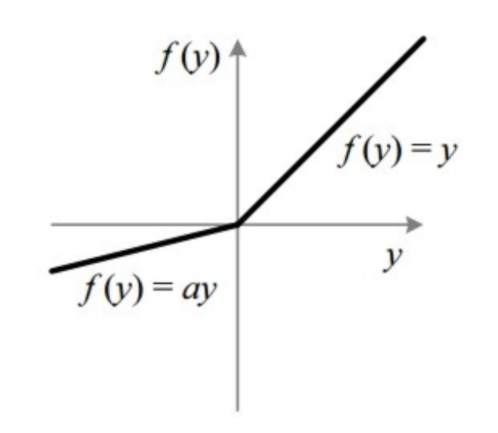 f(y)
f(y) = y
y
f(y) = ay